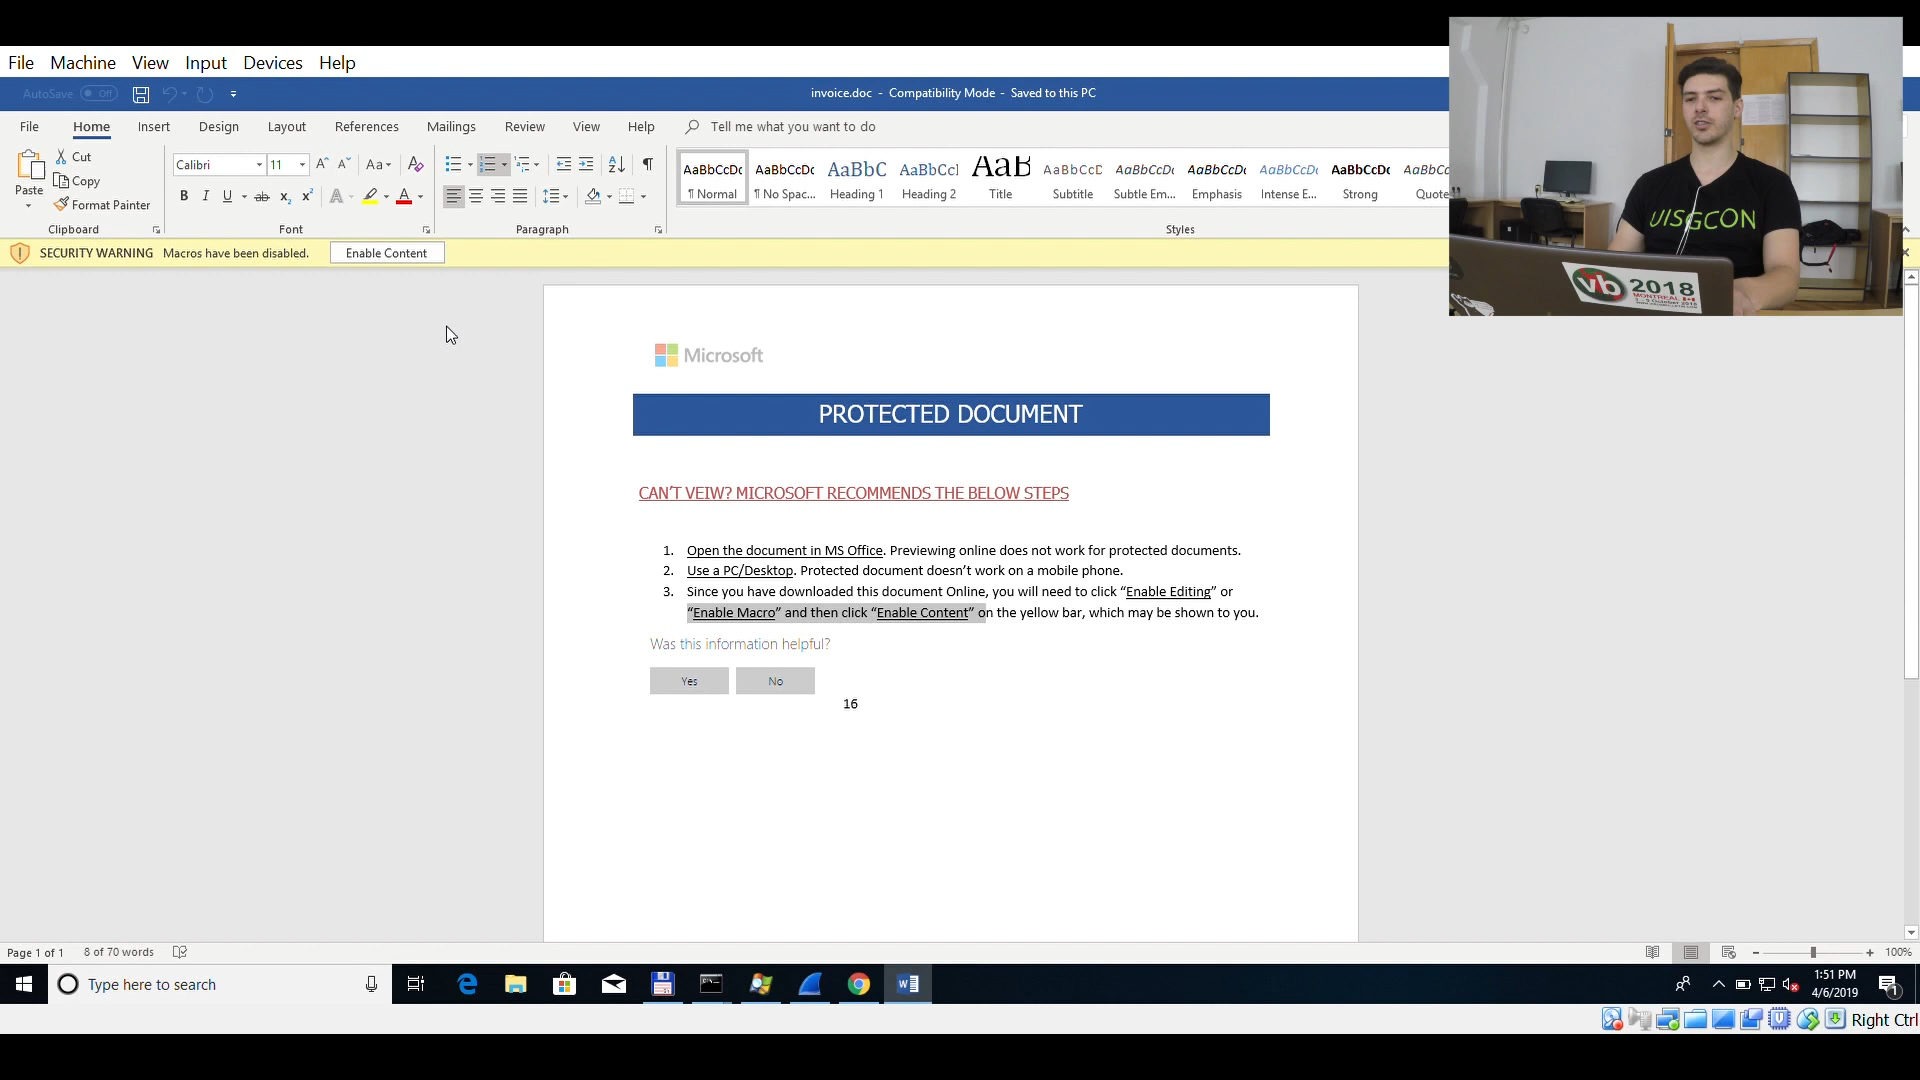 File Machine View Input Devices Help
AutoSave Off
invoice.doc - Compatibility Mode - Saved to this PC
File Home Insert Design Layout References Mailings Review View Help Tell me what you want to do
Paste
Cut
Copy
Format Painter
Calibri 11
Clipboard Font Paragraph Styles
AaBbCcDc AaBbCcDc AaBbC AaBbCcI AaB AaBbCcD AaBbCcDc AaBbCcDc AaBbCcDc AaBbCcDc AaBbCc
¶ Normal ¶ No Spac... Heading 1 Heading 2 Title Subtitle Subtle Em... Emphasis Intense E... Strong Quote
SECURITY WARNING Macros have been disabled. Enable Content
UISGCON
vb 2018
MONTREAL
Microsoft
PROTECTED DOCUMENT
CAN'T VEIW? MICROSOFT RECOMMENDS THE BELOW STEPS
1. Open the document in MS Office. Previewing online does not work for protected documents.
2. Use a PC/Desktop. Protected document doesn't work on a mobile phone.
3. Since you have downloaded this document Online, you will need to click “Enable Editing” or
“Enable Macro” and then click “Enable Content” on the yellow bar, which may be shown to you.
Was this information helpful?
Yes No
16
Page 1 of 1 8 of 70 words
100%
Type here to search
1:51 PM
4/6/2019
1
Right Ctrl